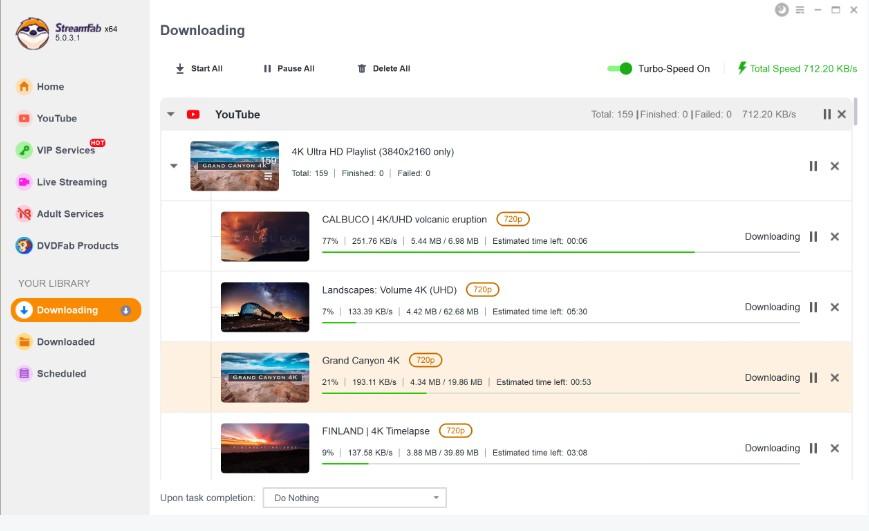 StreamFab x64
5.0.3.1
Downloading
Start All
Pause All
Delete All
Turbo-Speed On
Total Speed 712.20 KB/s
Home
YouTube
VIP Services HOT
Live Streaming
Adult Services
DVDFab Products
YOUR LIBRARY
Downloading
Downloaded
Scheduled
YouTube
Total: 159 | Finished: 0 | Failed: 0 712.20 KB/s
159
GRAND CANYON 4K
4K Ultra HD Playlist (3840x2160 only)
Total: 159 | Finished: 0 | Failed: 0
CALBUCO
CALBUCO | 4K/UHD volcanic eruption 720p
77% | 251.76 KB/s | 5.44 MB / 6.98 MB | Estimated time left: 00:06
Downloading
Landscapes: Volume 4K (UHD) 720p
7% | 133.39 KB/s | 4.42 MB / 62.68 MB | Estimated time left: 05:30
Downloading
GRAND CANYON 4K
Grand Canyon 4K 720p
21% | 193.11 KB/s | 4.34 MB / 19.86 MB | Estimated time left: 00:53
Downloading
FINLAND | 4K Timelapse 720p
9% | 137.58 KB/s | 3.88 MB / 39.89 MB | Estimated time left: 03:08
Downloading
Upon task completion: Do Nothing